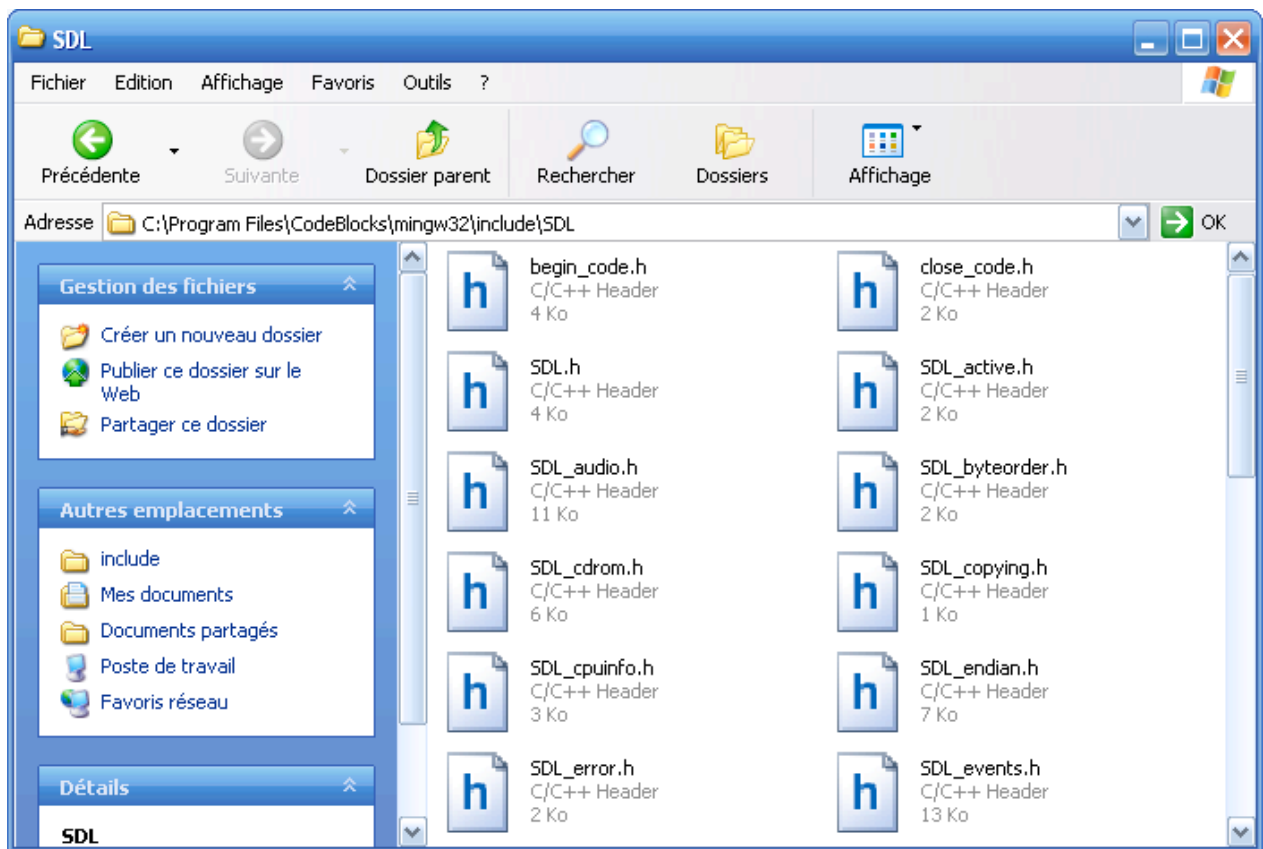 SDL
Fichier Edition Affichage Favoris Outils ?
Précédente Suivante Dossier parent Rechercher Dossiers Affichage
Adresse C:\Program Files\CodeBlocks\mingw32\include\SDL OK
Gestion des fichiers
Créer un nouveau dossier
Publier ce dossier sur le
Web
Partager ce dossier
Autres emplacements
include
Mes documents
Documents partagés
Poste de travail
Favoris réseau
Détails
SDL
h
begin_code.h
C/C++ Header
4 Ko
h
close_code.h
C/C++ Header
2 Ko
h
SDL.h
C/C++ Header
4 Ko
h
SDL_active.h
C/C++ Header
2 Ko
h
SDL_audio.h
C/C++ Header
11 Ko
h
SDL_byteorder.h
C/C++ Header
2 Ko
h
SDL_cdrom.h
C/C++ Header
6 Ko
h
SDL_copying.h
C/C++ Header
1 Ko
h
SDL_cpuinfo.h
C/C++ Header
3 Ko
h
SDL_endian.h
C/C++ Header
7 Ko
h
SDL_error.h
C/C++ Header
2 Ko
h
SDL_events.h
C/C++ Header
13 Ko